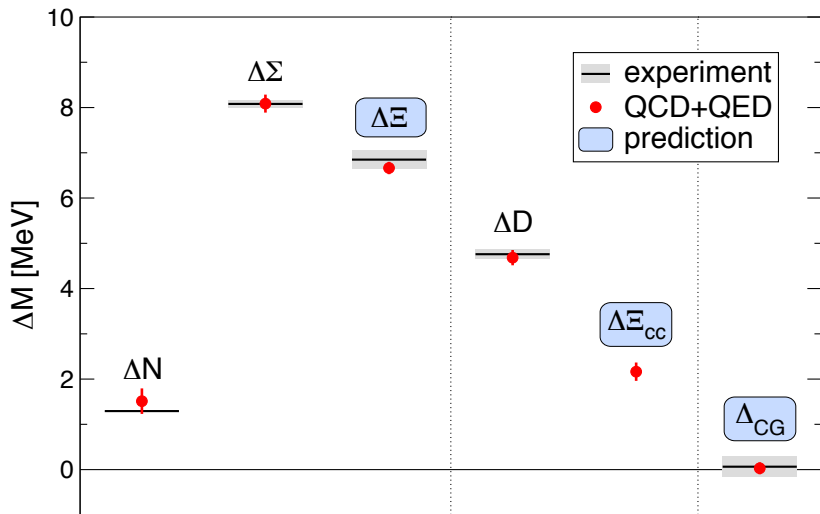 10
8
6
4
2
0
ΔM [MeV]
ΔN
ΔΣ
ΔΞ
ΔD
ΔΞcc
ΔCG
experiment
QCD+QED
prediction